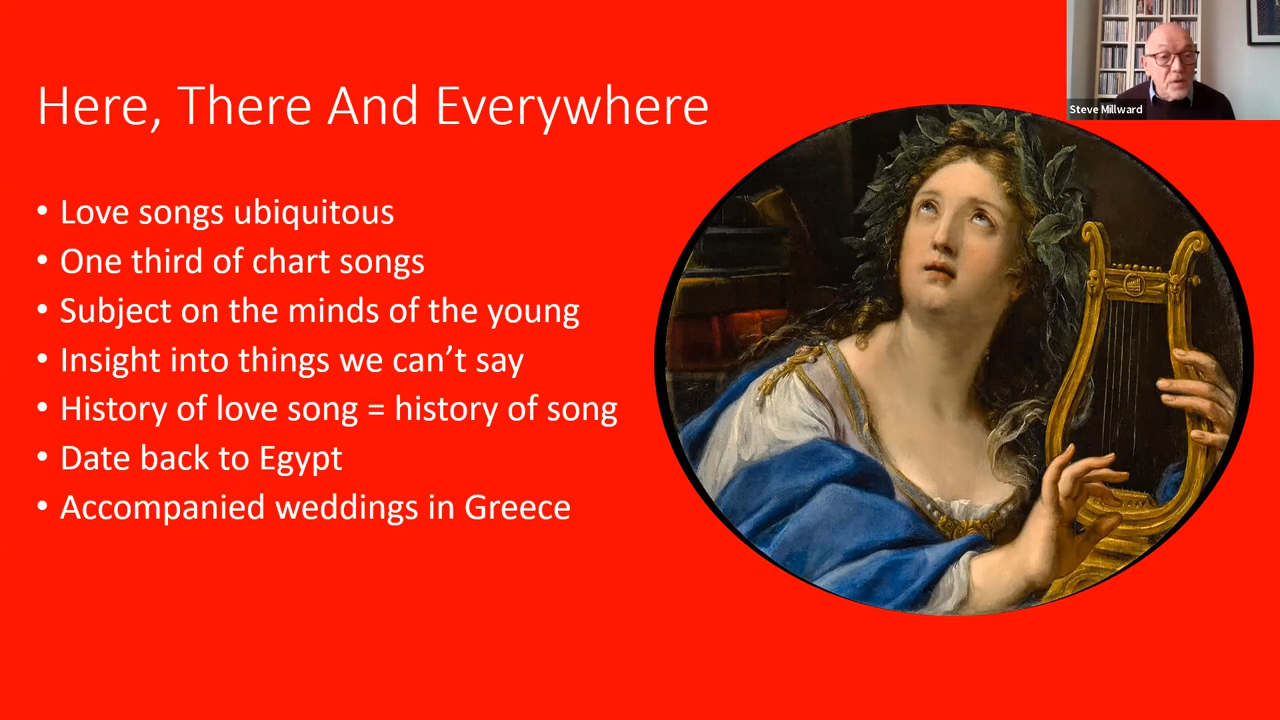 Here, There And Everywhere
Steve Millward
• Love songs ubiquitous
• One third of chart songs
• Subject on the minds of the young
• Insight into things we can’t say
• History of love song = history of song
• Date back to Egypt
• Accompanied weddings in Greece